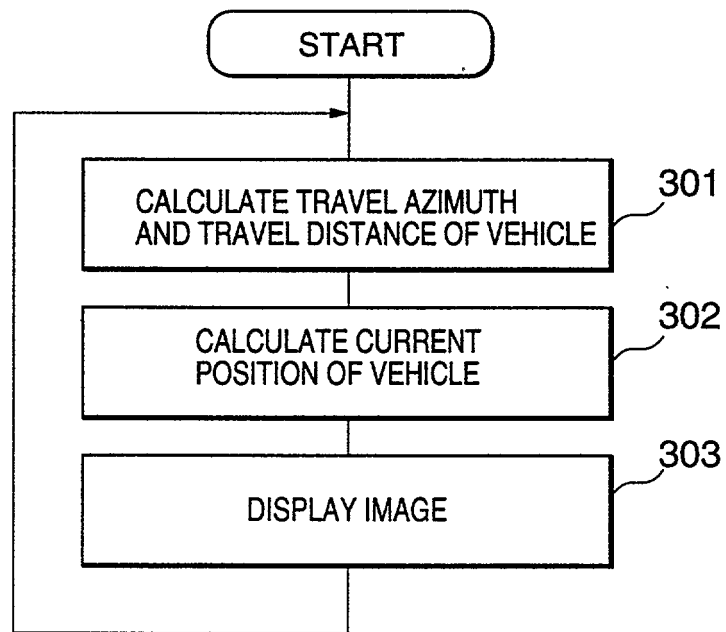 START
CALCULATE TRAVEL AZIMUTH
AND TRAVEL DISTANCE OF VEHICLE
301
CALCULATE CURRENT
POSITION OF VEHICLE
302
DISPLAY IMAGE
303